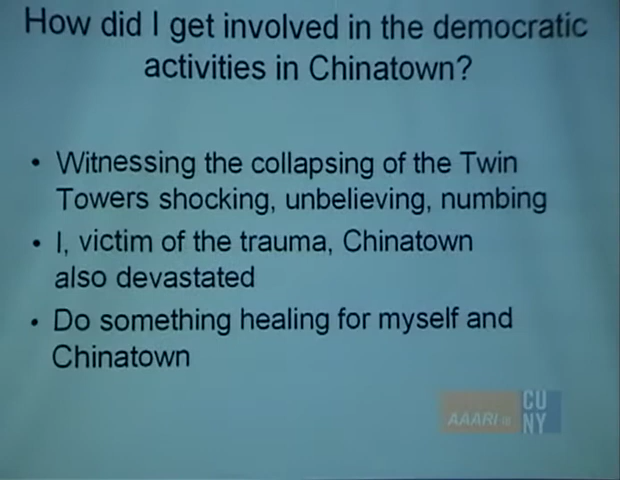 How did I get involved in the democratic
activities in Chinatown?
• Witnessing the collapsing of the Twin
Towers shocking, unbelieving, numbing
• I, victim of the trauma, Chinatown
also devastated
• Do something healing for myself and
Chinatown
AAARI
CU
NY